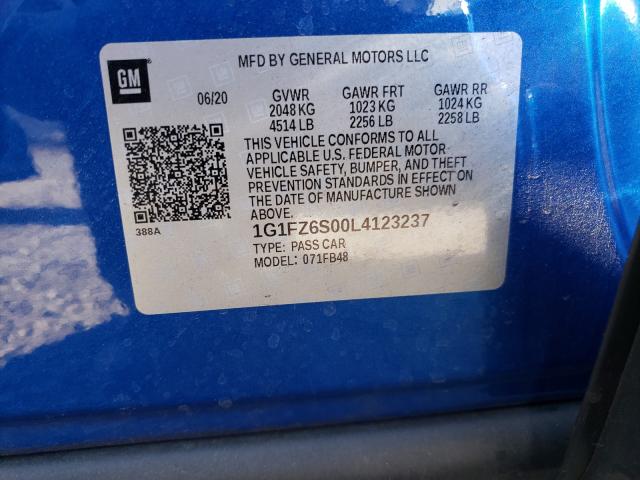 GM
MFD BY GENERAL MOTORS LLC
06/20 GVWR GAWR FRT GAWR RR
2048 KG 1023 KG 1024 KG
4514 LB 2256 LB 2258 LB
THIS VEHICLE CONFORMS TO ALL
APPLICABLE U.S. FEDERAL MOTOR
VEHICLE SAFETY, BUMPER, AND THEFT
PREVENTION STANDARDS IN EFFECT ON
THE DATE OF MANUFACTURE SHOWN
ABOVE.
388A
1G1FZ6S00L4123237
TYPE: PASS CAR
MODEL: 071FB48